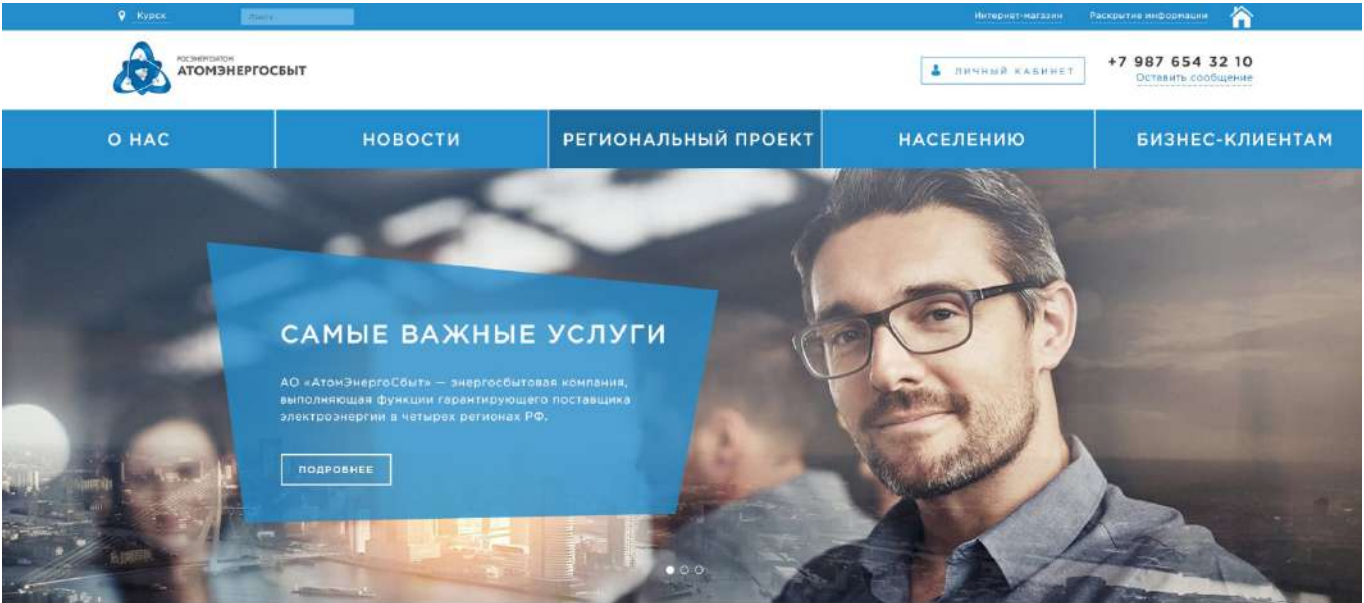 Курск
Поиск
Интернет-магазин
Раскрытие информации
РОСЭНЕРГОАТОМ
АТОМЭНЕРГОСБЫТ
ЛИЧНЫЙ КАБИНЕТ
+7 987 654 32 10
Оставить сообщение
О НАС
НОВОСТИ
РЕГИОНАЛЬНЫЙ ПРОЕКТ
НАСЕЛЕНИЮ
БИЗНЕС-КЛИЕНТАМ
САМЫЕ ВАЖНЫЕ УСЛУГИ
АО «АтомЭнергоСбыт» — энергосбытовая компания,
выполняющая функции гарантирующего поставщика
электроэнергии в четырех регионах РФ.
ПОДРОБНЕЕ